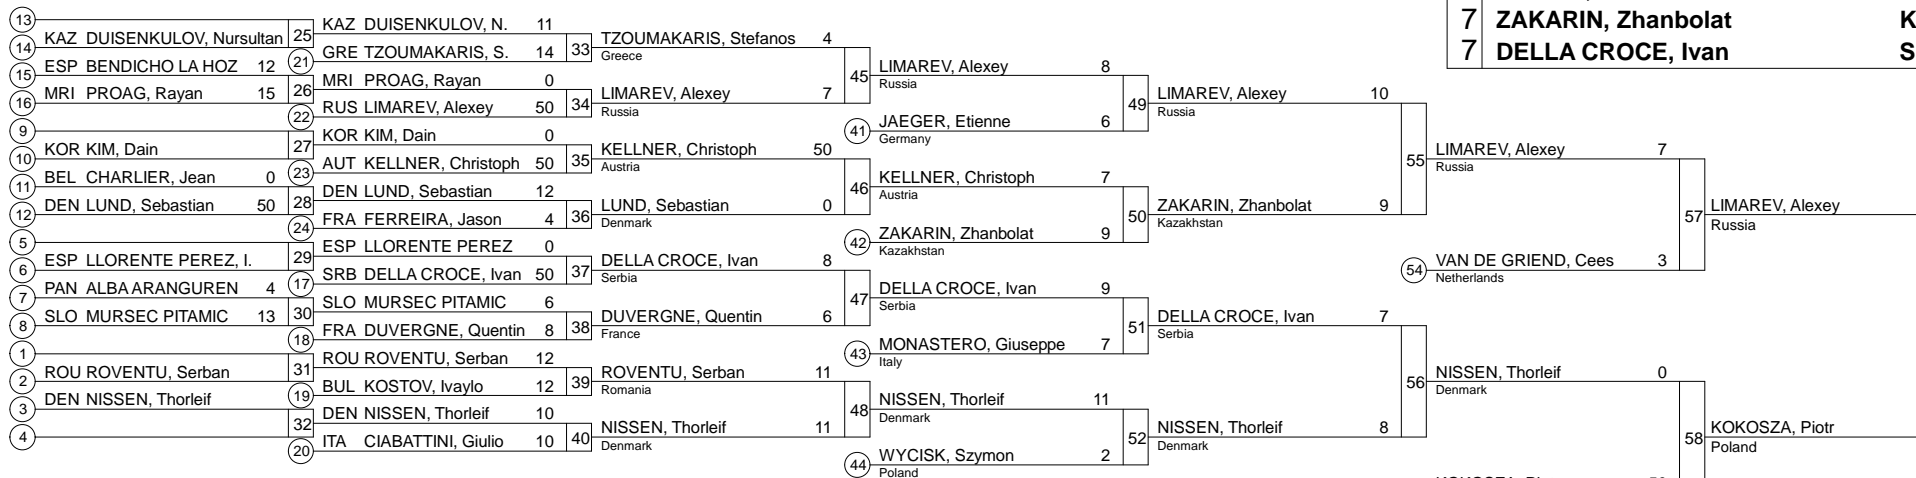 13
KAZ DUISENKULOV, N. 11
7 ZAKARIN, Zhanbolat K
14 KAZ DUISENKULOV, Nursultan 25
TZOUMAKARIS, Stefanos 4
GRE TZOUMAKARIS, S. 14 33
Greece
7 DELLA CROCE, Ivan S
15 ESP BENDICHO LA HOZ 12 21
LIMAREV, Alexey 8
45
MRI PROAG, Rayan 0
Russia
16 MRI PROAG, Rayan 15 26
LIMAREV, Alexey 7
LIMAREV, Alexey 10
22 RUS LIMAREV, Alexey 50 34
Russia
49
Russia
9
JAEGER, Etienne 6
41
KOR KIM, Dain 0
Germany
10 KOR KIM, Dain 27
KELLNER, Christoph 50
LIMAREV, Alexey 7
23 AUT KELLNER, Christoph 50 35
Austria
55
Russia
11 BEL CHARLIER, Jean 0
KELLNER, Christoph 7
DEN LUND, Sebastian 12
46
Austria
12 DEN LUND, Sebastian 50 28
LUND, Sebastian 0
ZAKARIN, Zhanbolat 9
LIMAREV, Alexey
24 FRA FERREIRA, Jason 4 36
Denmark
50
Kazakhstan
57
Russia
5
ZAKARIN, Zhanbolat 9
42
ESP LLORENTE PEREZ 0
Kazakhstan
6 ESP LLORENTE PEREZ, I. 29
DELLA CROCE, Ivan 8
VAN DE GRIEND, Cees 3
54
17 SRB DELLA CROCE, Ivan 50 37
Serbia
Netherlands
7 PAN ALBA ARANGUREN 4
DELLA CROCE, Ivan 9
SLO MURSEC PITAMIC 6
47
Serbia
8 SLO MURSEC PITAMIC 13 30
DUVERGNE, Quentin 6
DELLA CROCE, Ivan 7
18 FRA DUVERGNE, Quentin 8 38
France
51
Serbia
1
MONASTERO, Giuseppe 7
43
ROU ROVENTU, Serban 12
Italy
2 ROU ROVENTU, Serban 31
ROVENTU, Serban 11
NISSEN, Thorleif 0
19 BUL KOSTOV, Ivaylo 12 39
Romania
56
Denmark
3 DEN NISSEN, Thorleif
NISSEN, Thorleif 11
DEN NISSEN, Thorleif 10
48
Denmark
4 32
NISSEN, Thorleif 11
NISSEN, Thorleif 8
KOKOSZA, Piotr
20 ITA CIABATTINI, Giulio 10 40
Denmark
52
Denmark
58
Poland
WYCISK, Szymon 2
44
Poland